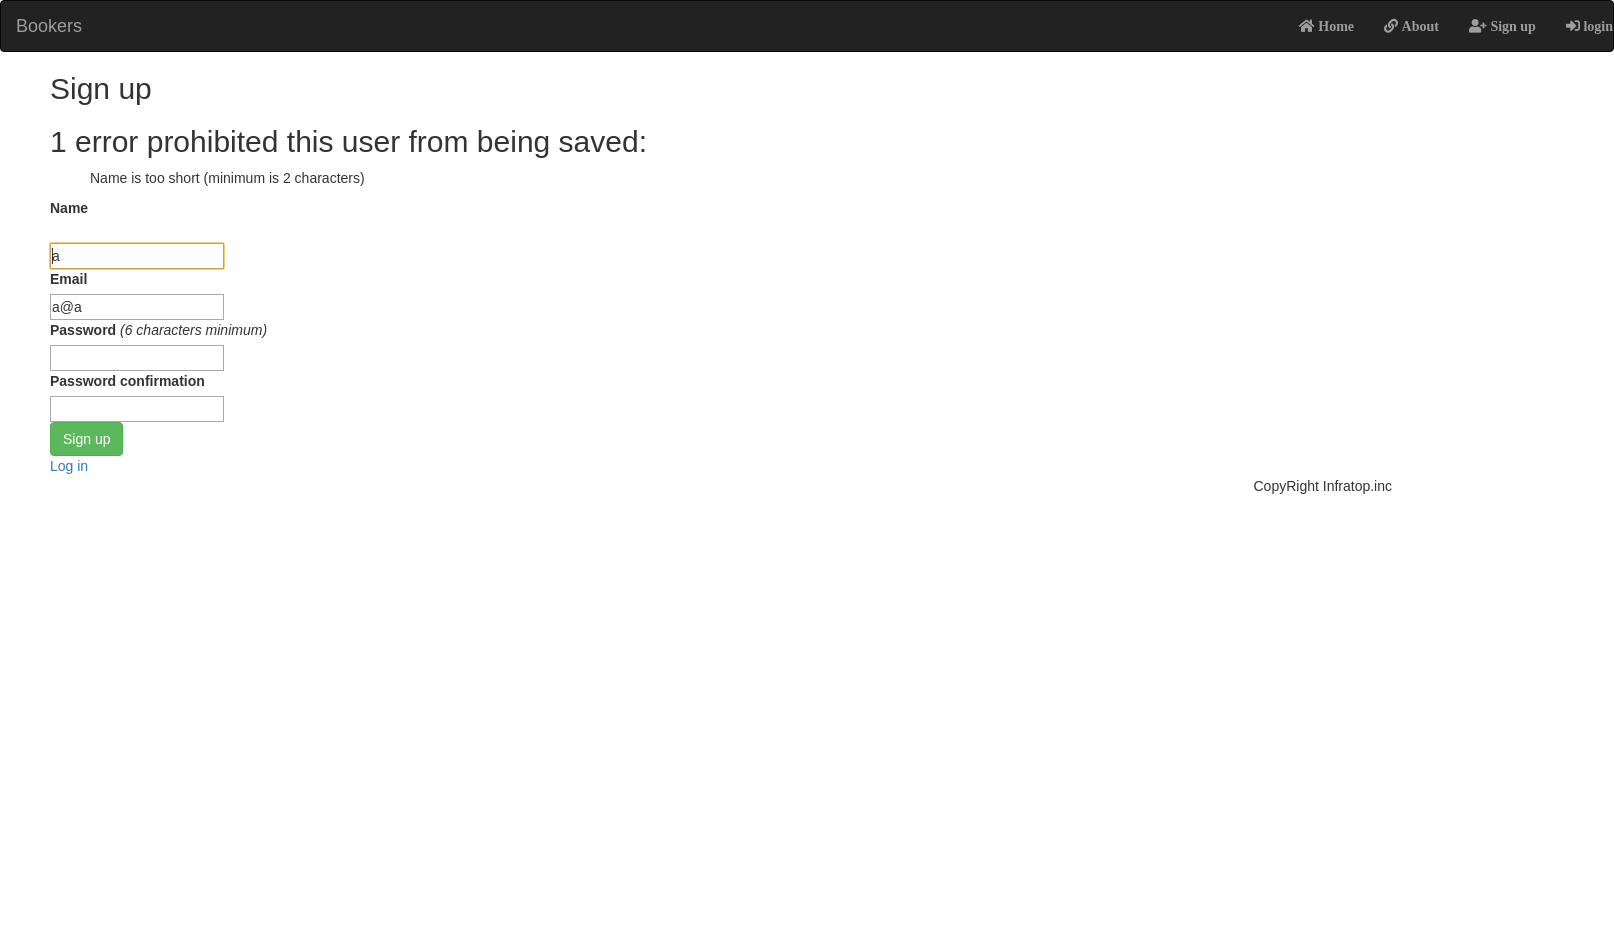 Bookers Home About Sign up login
Sign up
1 error prohibited this user from being saved:
Name is too short (minimum is 2 characters)
Name
a
Email
a@a
Password (6 characters minimum)
Password confirmation
Sign up
Log in
CopyRight Infratop.inc